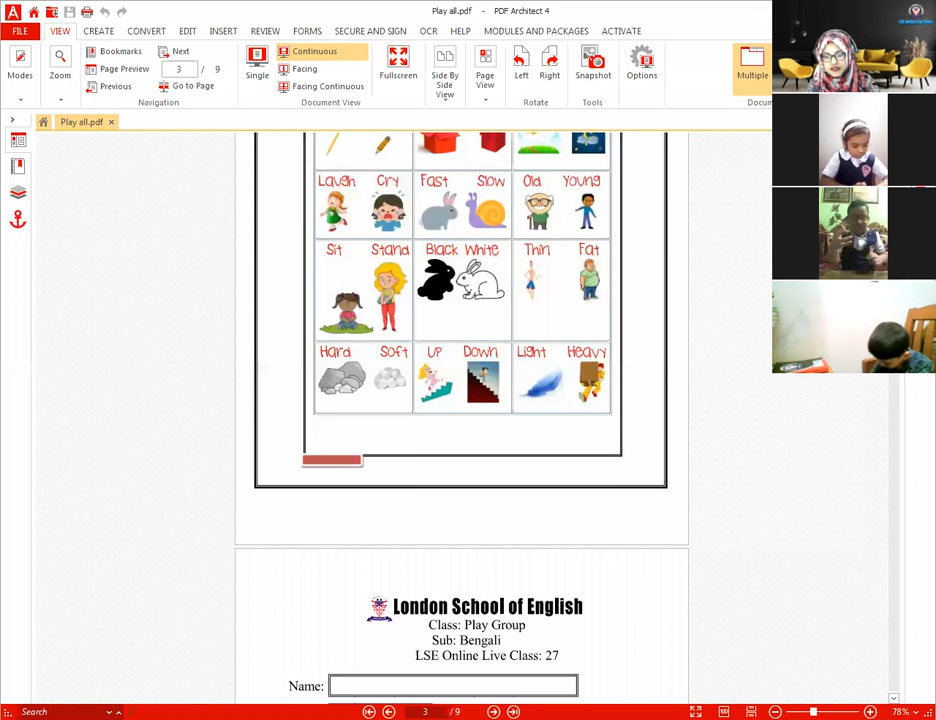 Play all.pdf - PDF Architect 4
FILE VIEW CREATE CONVERT EDIT INSERT REVIEW FORMS SECURE AND SIGN OCR HELP MODULES AND PACKAGES ACTIVATE
Modes
Zoom
Bookmarks Next
Page Preview 3 / 9
Previous Go to Page
Navigation
Single
Continuous
Facing
Facing Continuous
Document View
Fullscreen
Side By Side View
Page View
Left Right
Rotate
Snapshot
Tools
Options
Multiple
Docum
Play all.pdf
Laugh Cry Fast Slow Old Young
Sit Stand Black White Thin Fat
Hard Soft UP Down Light Heavy
London School of English
Class: Play Group
Sub: Bengali
LSE Online Live Class: 27
Name:
Search
3 / 9
78%